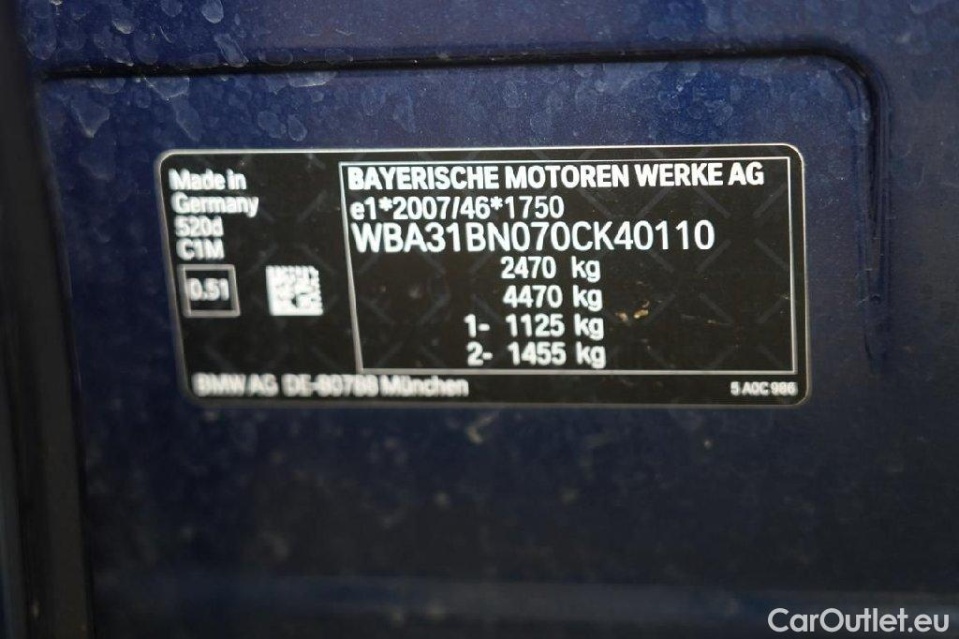 Made in
Germany
520d
C1M
0.51
BAYERISCHE MOTOREN WERKE AG
e1*2007/46*1750
WBA31BN070CK40110
2470 kg
4470 kg
1- 1125 kg
2- 1455 kg
BMW AG DE-80788 München
5 A0C 986
CarOutlet.eu